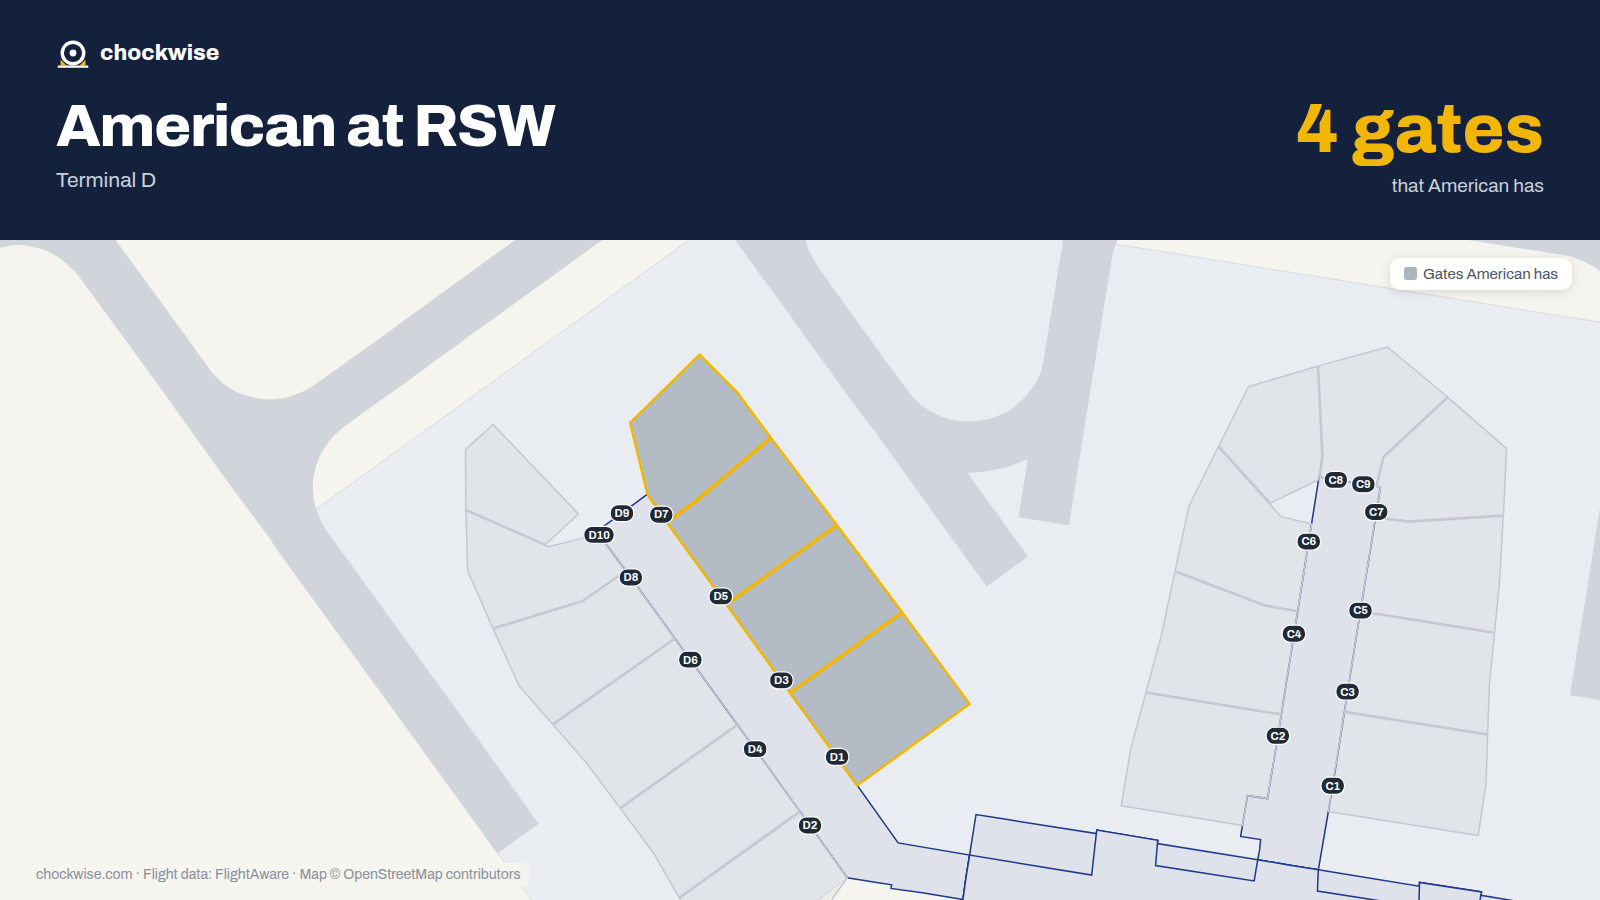 chockwise
American at RSW
Terminal D
4 gates
that American has
Gates American has
C8
C9
D9
D7
C7
D10
C6
D8
D5
C5
C4
D6
D3
C3
C2
D4
D1
C1
D2
chockwise.com · Flight data: FlightAware · Map © OpenStreetMap contributors